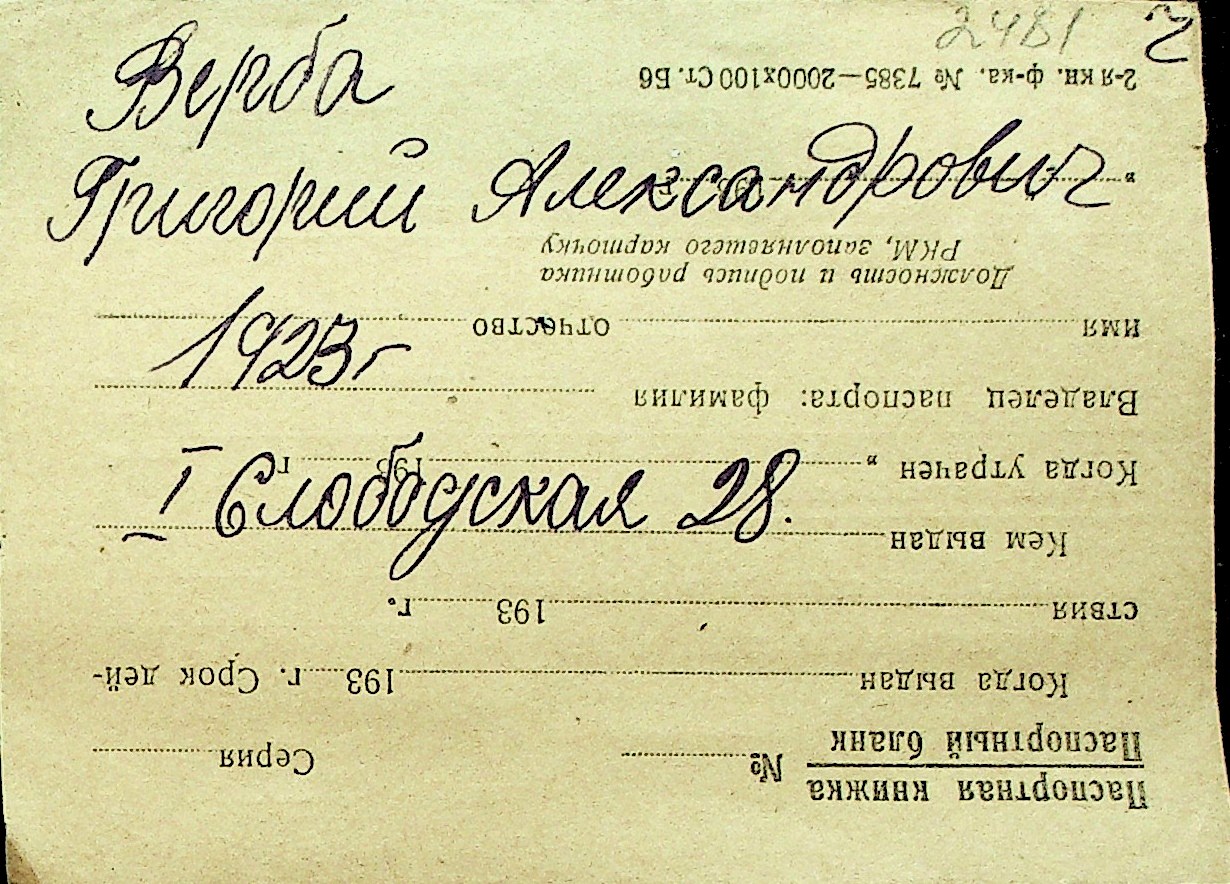 2481
Верба
Григорий Александрович
1923 г
I Слободская 28.
Паспортная книжка
Паспортный бланк № Серия
Когда выдан 193 г. Срок дей-
ствия 193 г.
Кем выдан
Когда утрачен „ 193 г.
Владелец паспорта: фамилия
имя отчество
Должность и подпись работника
РКМ, заполнявшего карточку
2-я кн. ф-ка. № 7385—2000х100 Ст. Б6